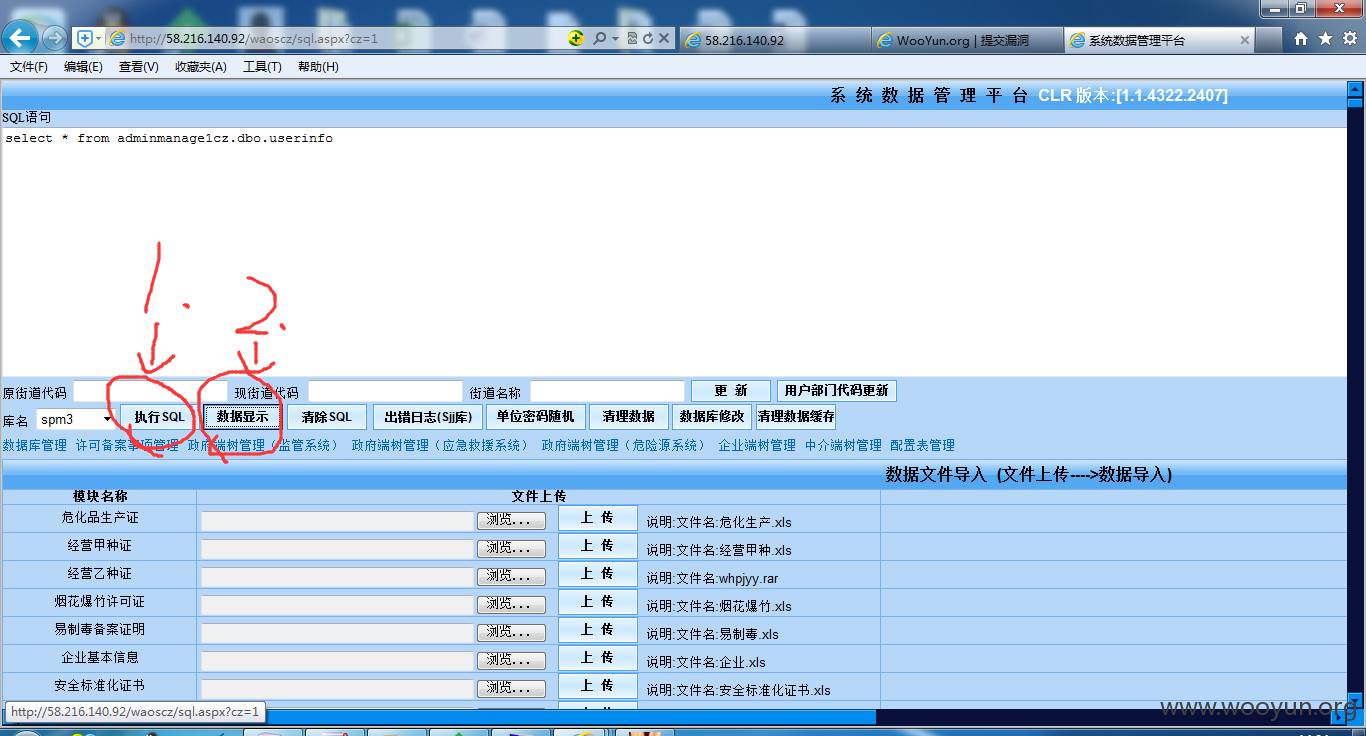 http://58.216.140.92/waoscz/sql.aspx?cz=1
58.216.140.92
WooYun.org | 提交漏洞
系统数据管理平台
文件(F) 编辑(E) 查看(V) 收藏夹(A) 工具(T) 帮助(H)
系 统 数 据 管 理 平 台 CLR 版本:[1.1.4322.2407]
SQL语句
select * from adminmanage1cz.dbo.userinfo
1. 2.
原街道代码 现街道代码 街道名称 更 新 用户部门代码更新
库名 spm3 执行SQL 数据显示 清除SQL 出错日志(Sjj库) 单位密码随机 清理数据 数据库修改 清理数据缓存
数据库管理 许可备案事项管理 政府端树管理（监管系统） 政府端树管理（应急救援系统） 政府端树管理（危险源系统） 企业端树管理 中介端树管理 配置表管理
数据文件导入 (文件上传---->数据导入)
模块名称 文件上传
危化品生产证 浏览... 上 传 说明:文件名:危化生产.xls
经营甲种证 浏览... 上 传 说明:文件名:经营甲种.xls
经营乙种证 浏览... 上 传 说明:文件名:whpjyy.rar
烟花爆竹许可证 浏览... 上 传 说明:文件名:烟花爆竹.xls
易制毒备案证明 浏览... 上 传 说明:文件名:易制毒.xls
企业基本信息 浏览... 上 传 说明:文件名:企业.xls
安全标准化证书 浏览... 上 传 说明:文件名:安全标准化证书.xls
http://58.216.140.92/waoscz/sql.aspx?cz=1
www.wooyun.org